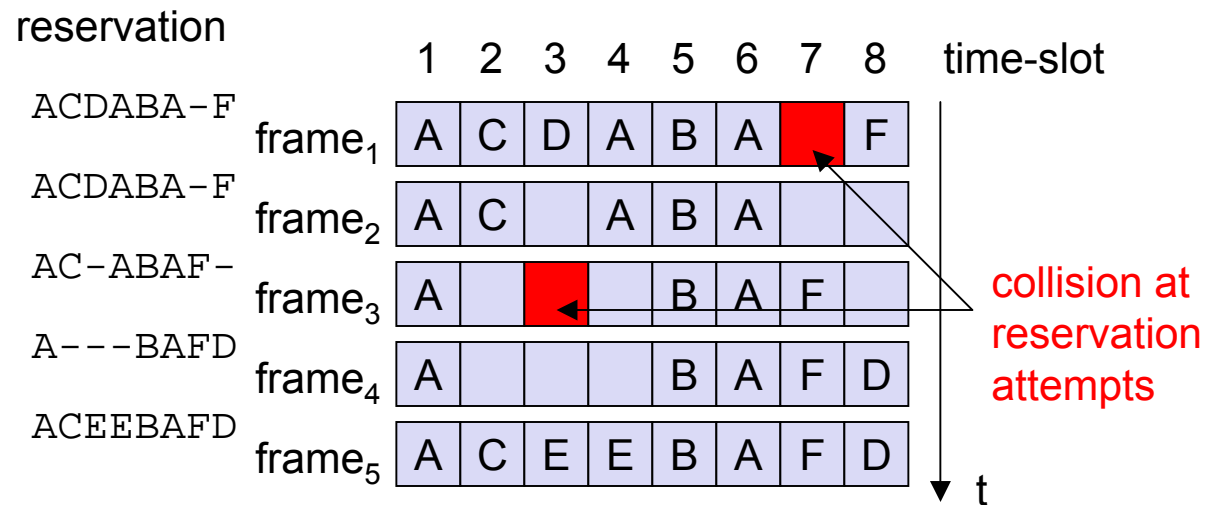 reservation
1 2 3 4 5 6 7 8 time-slot
ACDABA-F
frame₁ A C D A B A F
ACDABA-F
frame₂ A C A B A
AC-ABAF-
frame₃ A B A F
A---BAFD
frame₄ A B A F D
ACEEBAFD
frame₅ A C E E B A F D
collision at
reservation
attempts
t